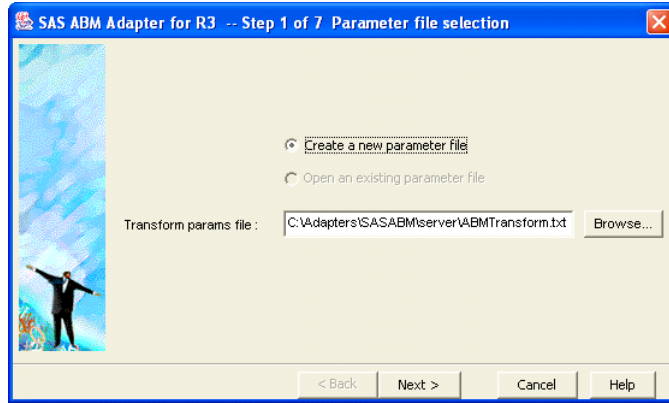 SAS ABM Adapter for R3 -- Step 1 of 7 Parameter file selection
Create a new parameter file
Open an existing parameter file
Transform params file : C:\Adapters\SASABM\server\ABMTransform.txt Browse...
< Back Next > Cancel Help